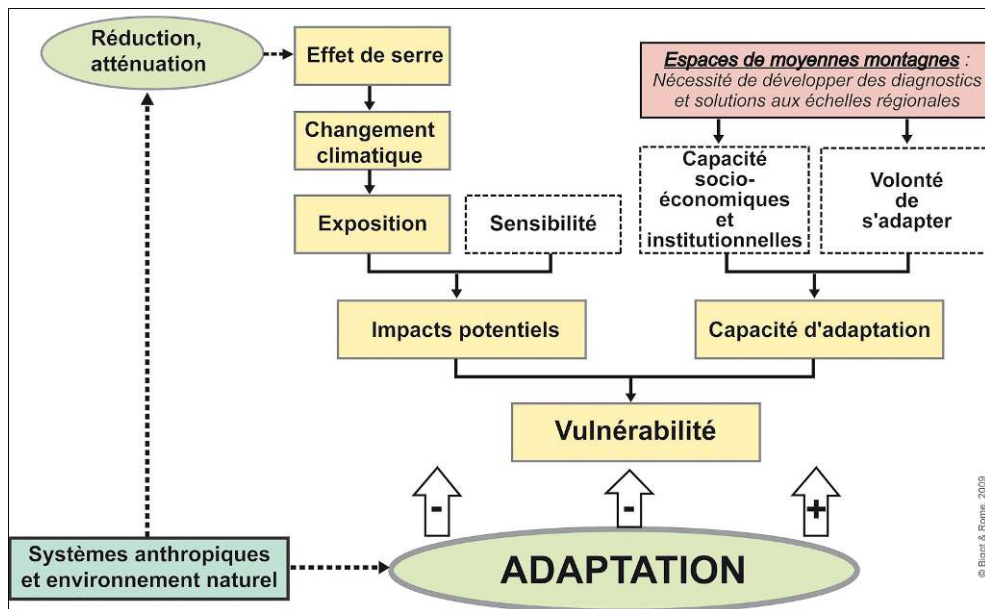 Réduction,
atténuation
Effet de serre
Espaces de moyennes montagnes :
Nécessité de développer des diagnostics
et solutions aux échelles régionales
Changement
climatique
Capacité
socio-
économiques
et
institutionnelles
Volonté
de
s'adapter
Exposition
Sensibilité
Impacts potentiels
Capacité d'adaptation
Vulnérabilité
-
-
+
Systèmes anthropiques
et environnement naturel
ADAPTATION
© Bigot & Rome, 2009